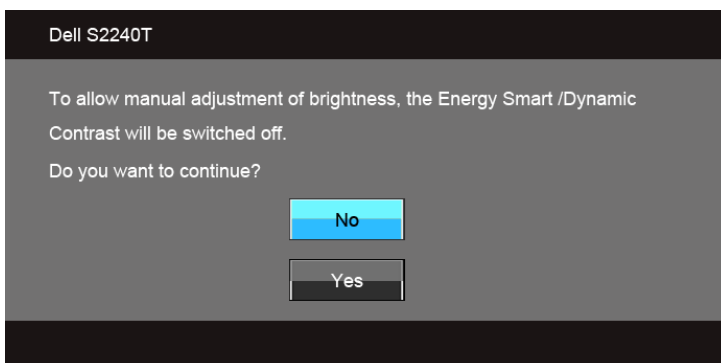 Dell S2240T
To allow manual adjustment of brightness, the Energy Smart /Dynamic
Contrast will be switched off.
Do you want to continue?
No
Yes